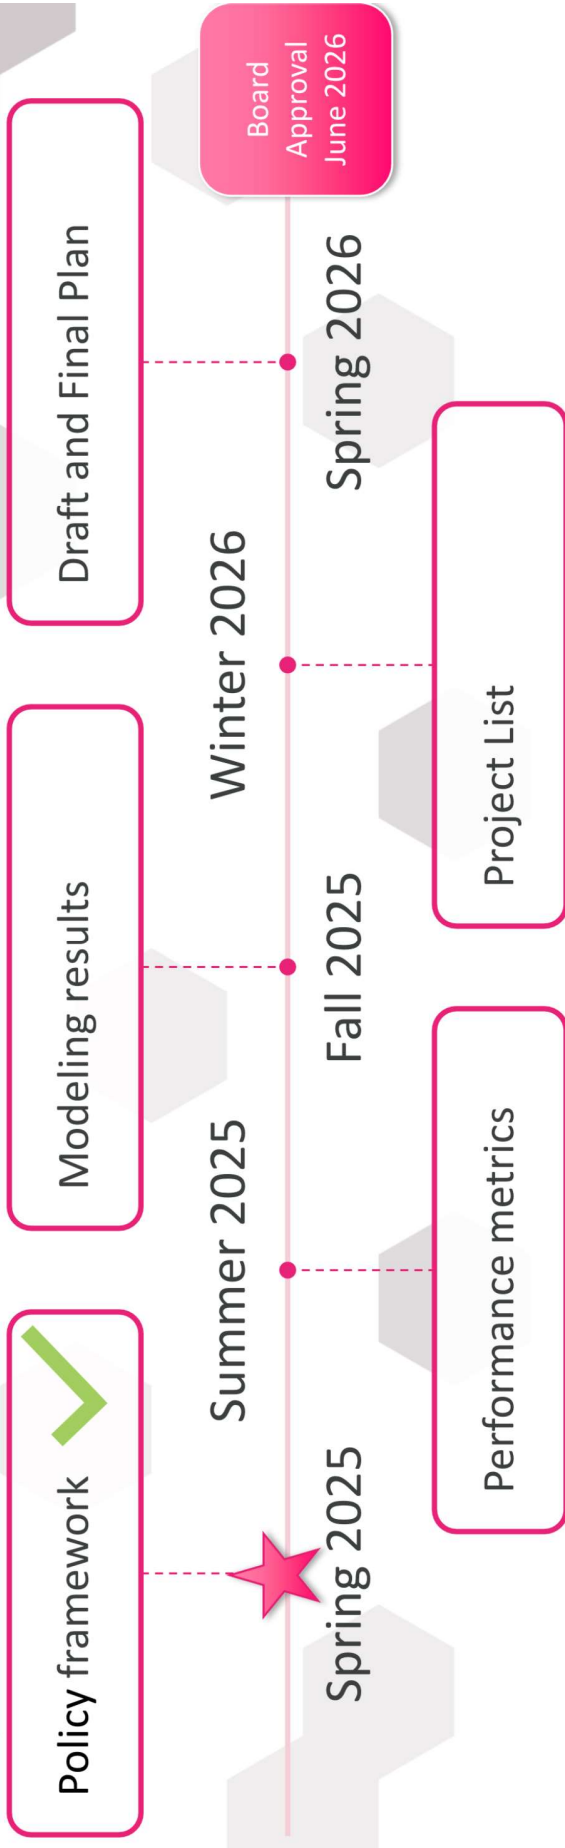 Policy framework
Modeling results
Draft and Final Plan
Spring 2025
Summer 2025
Fall 2025
Winter 2026
Spring 2026
Board
Approval
June 2026
Performance metrics
Project List